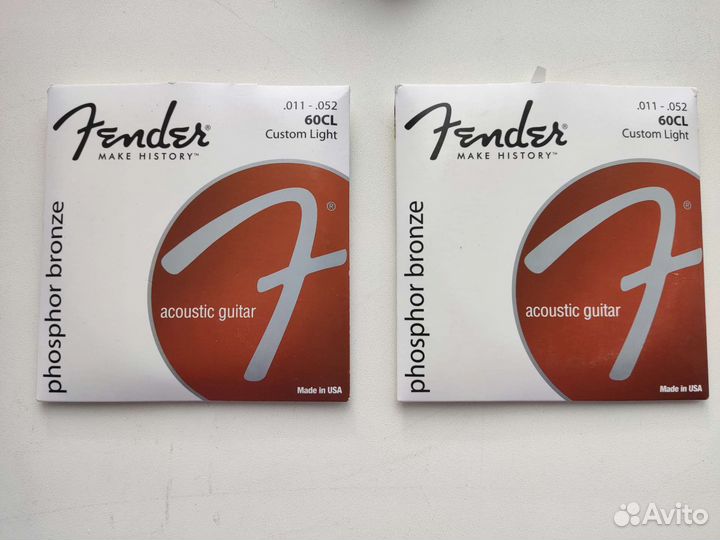 Fender®
MAKE HISTORY™
.011 - .052
60CL
Custom Light
phosphor bronze
®
acoustic guitar
Made in USA
Fender®
MAKE HISTORY™
.011 - .052
60CL
Custom Light
phosphor bronze
®
acoustic guitar
Made in USA
Avito